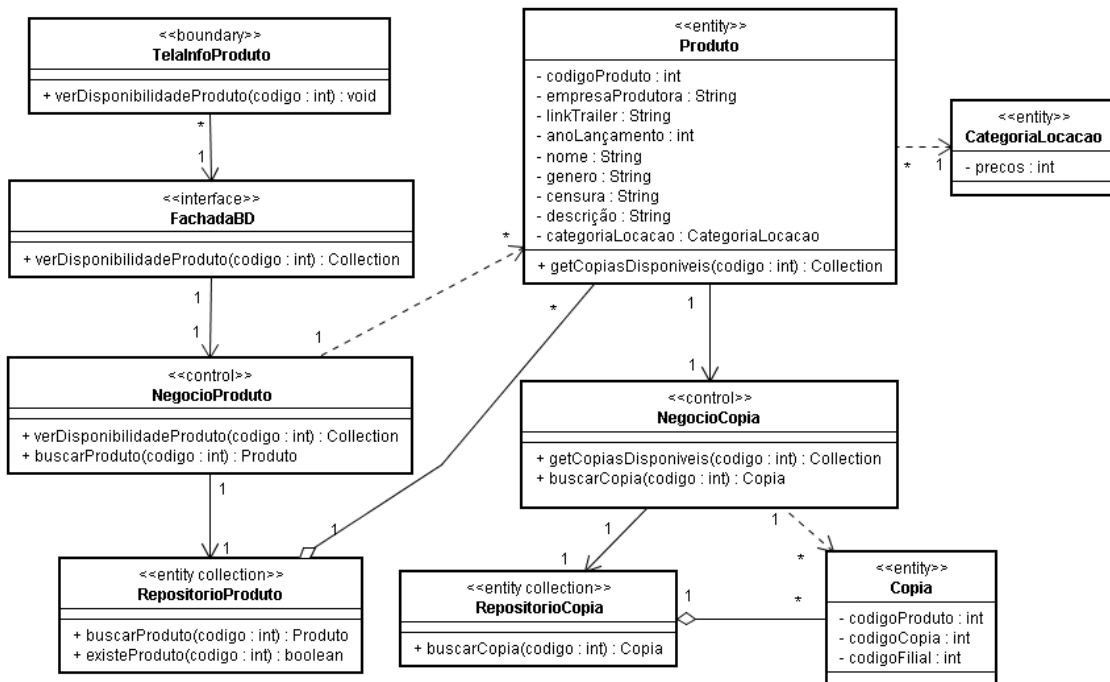 <<boundary>>
TelaInfoProduto
+ verDisponibilidadeProduto(codigo : int) : void
*
1
<<interface>>
FachadaBD
+ verDisponibilidadeProduto(codigo : int) : Collection
1
1
<<control>>
NegocioProduto
+ verDisponibilidadeProduto(codigo : int) : Collection
+ buscarProduto(codigo : int) : Produto
1
*
1
1
<<entity collection>>
RepositorioProduto
+ buscarProduto(codigo : int) : Produto
+ existeProduto(codigo : int) : boolean
1
*
<<entity>>
Produto
- codigoProduto : int
- empresaProdutora : String
- linkTrailer : String
- anoLançamento : int
- nome : String
- genero : String
- censura : String
- descrição : String
- categoriaLocacao : CategoriaLocacao
+ getCopiasDisponiveis(codigo : int) : Collection
*
1
<<entity>>
CategoriaLocacao
- precos : int
1
1
<<control>>
NegocioCopia
+ getCopiasDisponiveis(codigo : int) : Collection
+ buscarCopia(codigo : int) : Copia
1
1
1
*
<<entity collection>>
RepositorioCopia
+ buscarCopia(codigo : int) : Copia
1
*
<<entity>>
Copia
- codigoProduto : int
- codigoCopia : int
- codigoFilial : int